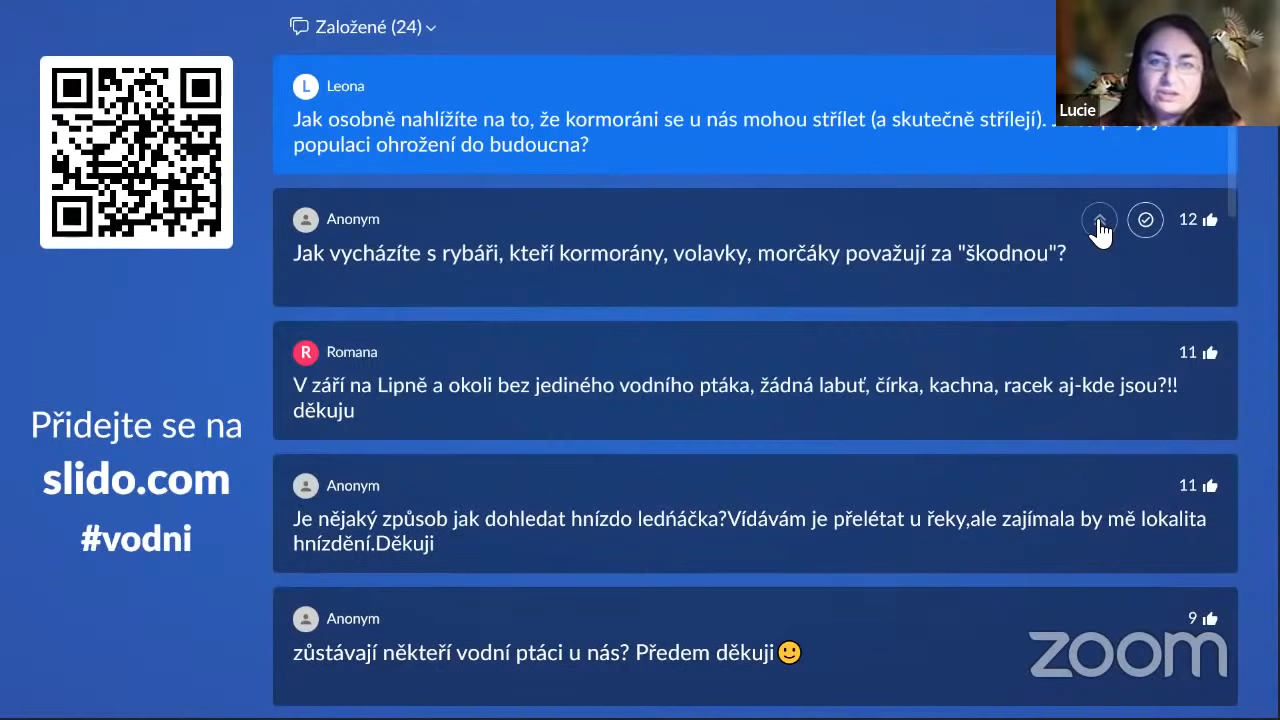 Založené (24)
L Leona
Jak osobně nahlížíte na to, že kormoráni se u nás mohou střílet (a skutečně střílejí).
populaci ohrožení do budoucna?
Lucie
Anonym
12
Jak vycházíte s rybáři, kteří kormorány, volavky, morčáky považují za "škodnou"?
R Romana
11
V září na Lipně a okoli bez jediného vodního ptáka, žádná labuť, čírka, kachna, racek aj-kde jsou?!!
děkuju
Přidejte se na
slido.com
#vodni
Anonym
11
Je nějaký způsob jak dohledat hnízdo ledńáčka?Vídávám je přelétat u řeky,ale zajímala by mě lokalita
hnízdění.Děkuji
Anonym
9
zůstávají někteří vodní ptáci u nás? Předem děkuji
zoom